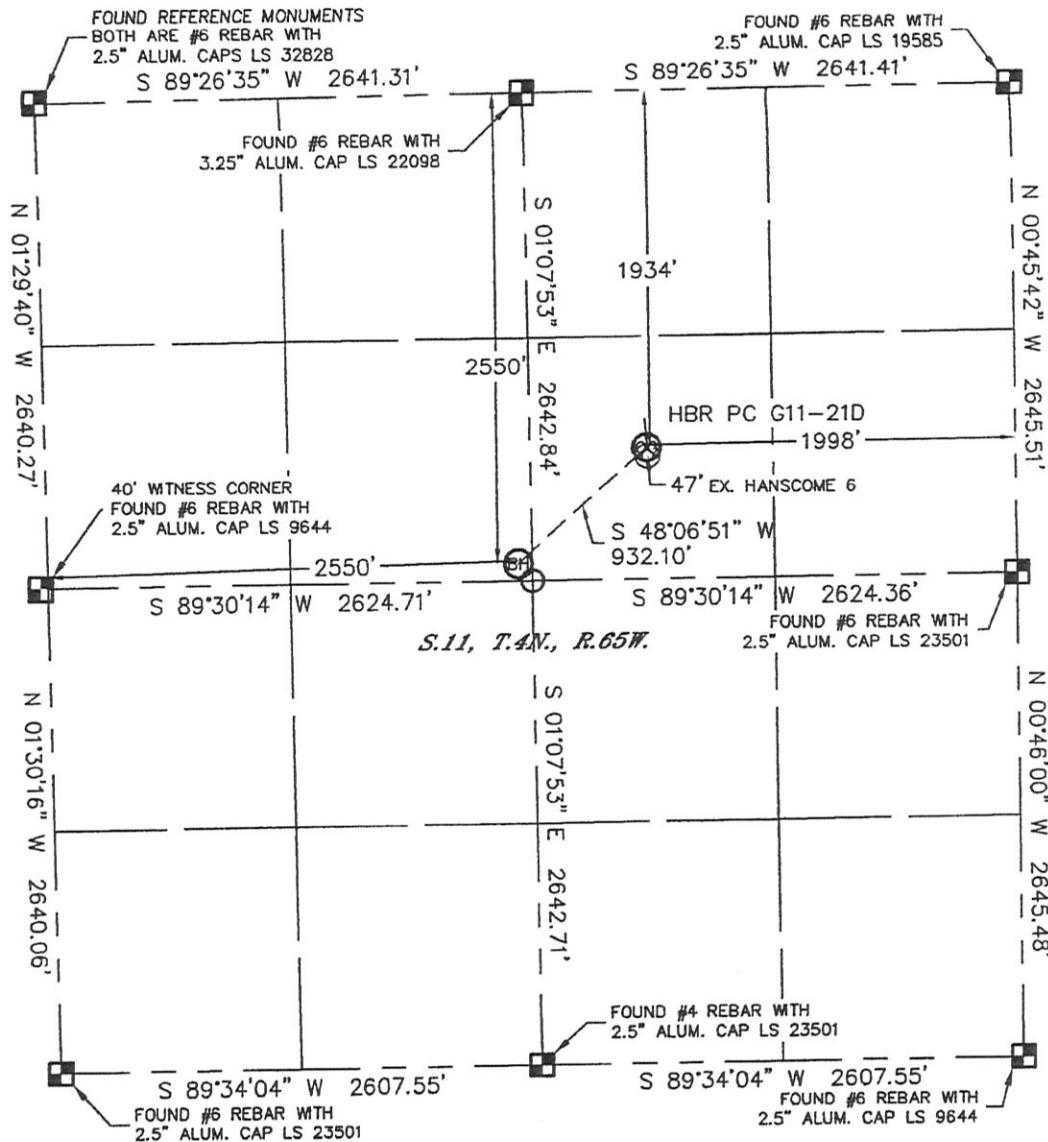 FOUND REFERENCE MONUMENTS
BOTH ARE #6 REBAR WITH
2.5" ALUM. CAPS LS 32828
S 89°26'35" W 2641.31'
FOUND #6 REBAR WITH
2.5" ALUM. CAP LS 19585
S 89°26'35" W 2641.41'
FOUND #6 REBAR WITH
3.25" ALUM. CAP LS 22098
N 01°29'40" W 2640.27'
S 01°07'53" E 2642.84'
N 00°45'42" W 2645.51'
1934'
2550'
HBR PC G11-21D
1998'
47' EX. HANSCOME 6
40' WITNESS CORNER
FOUND #6 REBAR WITH
2.5" ALUM. CAP LS 9644
S 48°06'51" W
932.10'
2550'
BH
S 89°30'14" W 2624.71'
S 89°30'14" W 2624.36'
FOUND #6 REBAR WITH
2.5" ALUM. CAP LS 23501
S.11, T.4N., R.65W.
N 01°30'16" W 2640.06'
S 01°07'53" E 2642.71'
N 00°46'00" W 2645.48'
FOUND #4 REBAR WITH
2.5" ALUM. CAP LS 23501
S 89°34'04" W 2607.55'
S 89°34'04" W 2607.55'
FOUND #6 REBAR WITH
2.5" ALUM. CAP LS 23501
FOUND #6 REBAR WITH
2.5" ALUM. CAP LS 9644